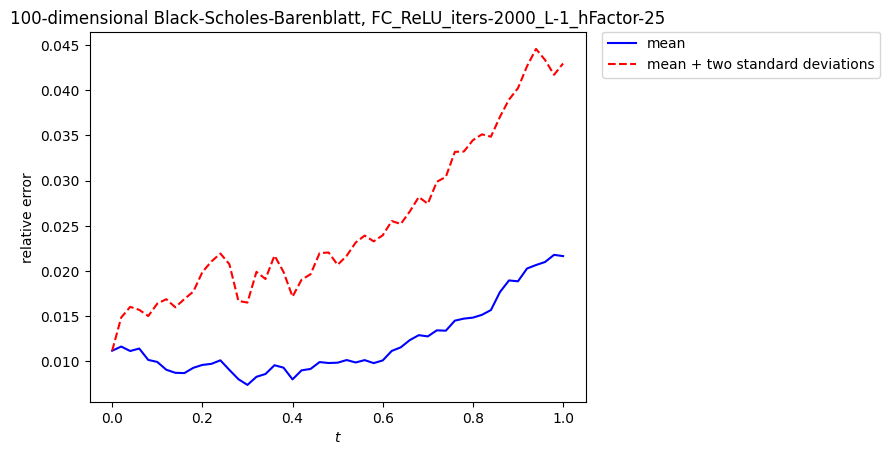 100-dimensional Black-Scholes-Barenblatt, FC_ReLU_iters-2000_L-1_hFactor-25
mean
mean + two standard deviations
relative error
0.045
0.040
0.035
0.030
0.025
0.020
0.015
0.010
0.0 0.2 0.4 0.6 0.8 1.0
t